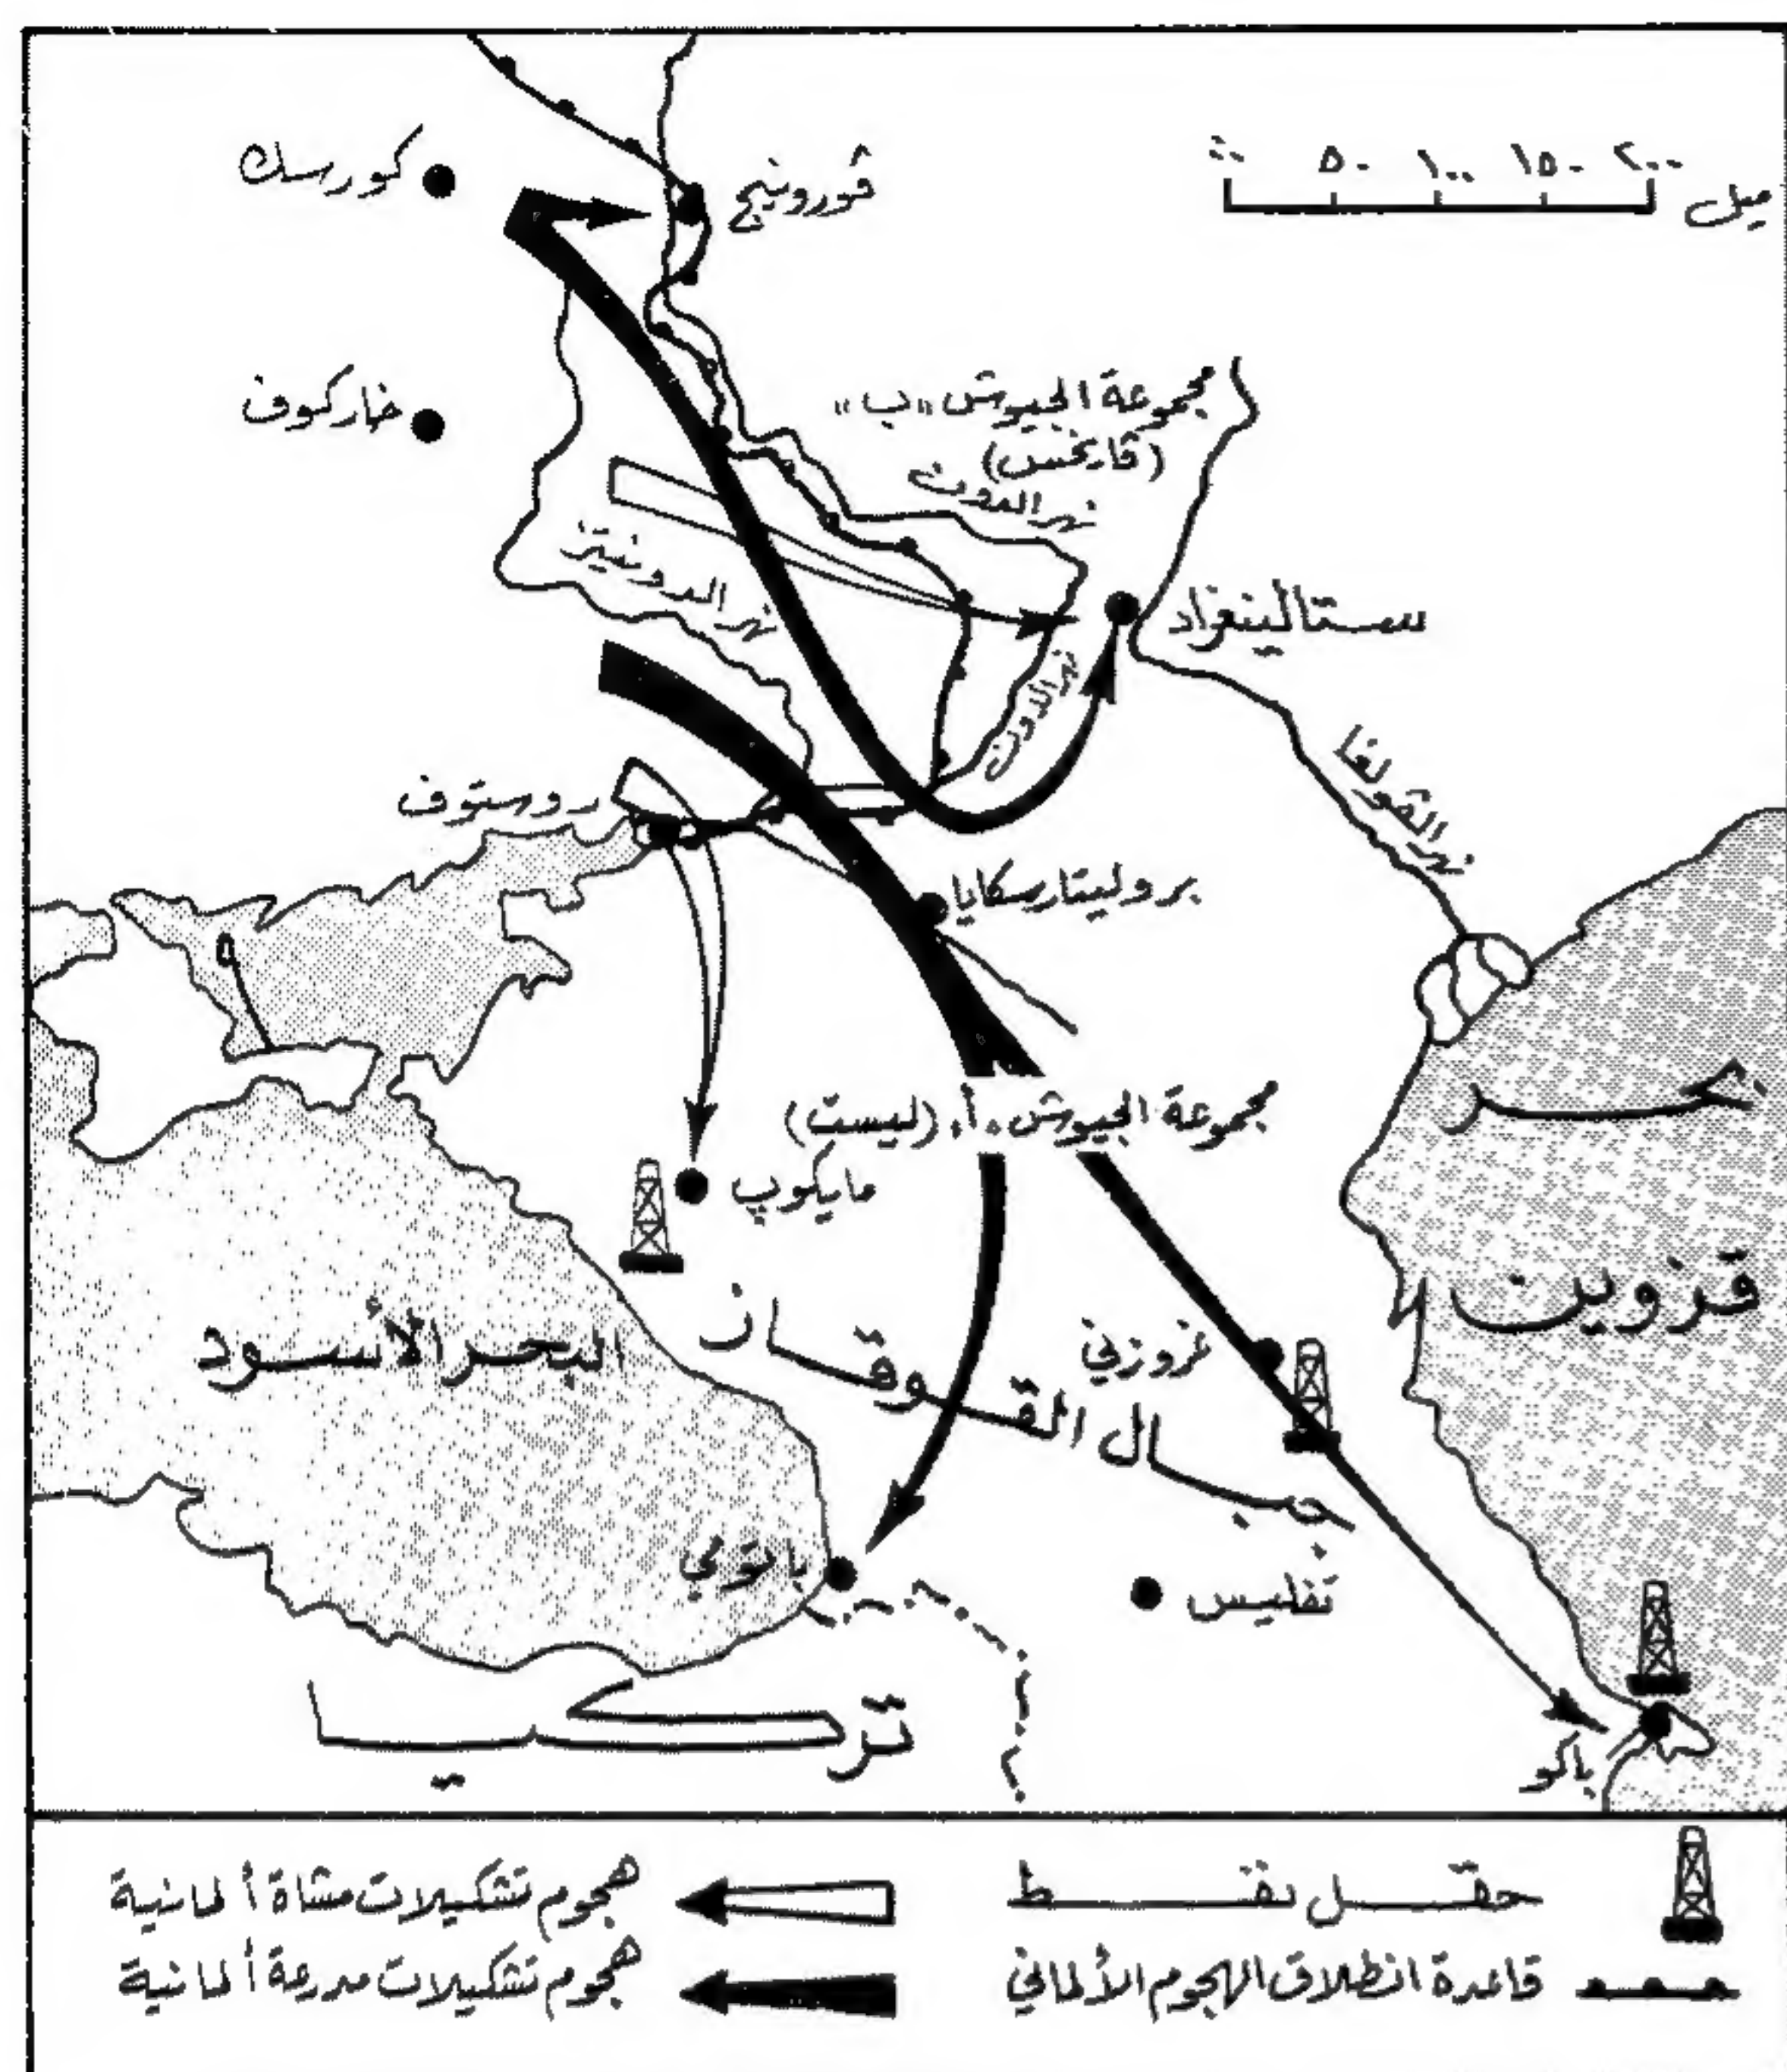 كورسك
ڤورونيج
٠ ٥٠ ١٠٠ ١٥٠ ٢٠٠
ميل
خاركوف
مجموعة الجيوش «ب»
نهر الدون
نهر الدونيتز
ستالينغراد
نهر الدون
نهر الڤولغا
روستوف
بروليتارسكايا
مجموعة الجيوش «أ» (ليست)
مايكوپ
بحر
قزوين
البحر الأسود
جبال القوقاز
غروزني
باتومي
تفليس
تركيا
باكو
حقل نفط
هجوم تشكيلات مشاة ألمانية
قاعدة انطلاق الهجوم الألماني
هجوم تشكيلات مدرعة ألمانية